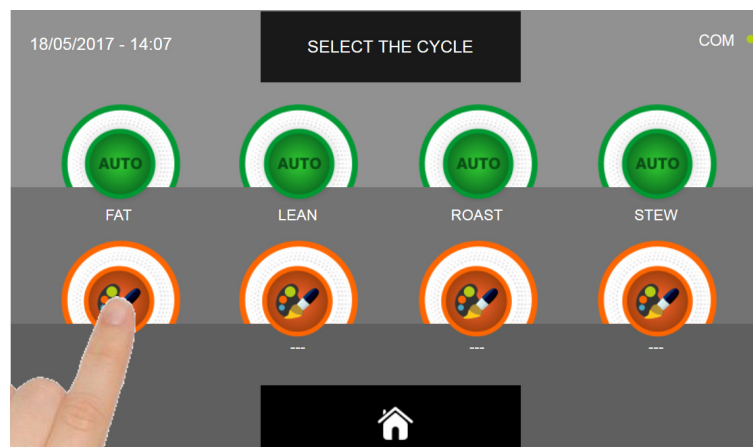 18/05/2017 - 14:07
SELECT THE CYCLE
COM
AUTO AUTO AUTO AUTO
FAT LEAN ROAST STEW
--- --- ---